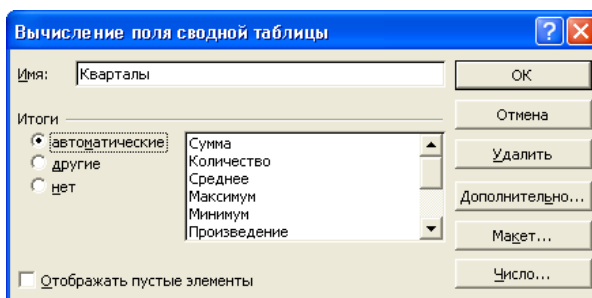 Вычисление поля сводной таблицы
Имя: Кварталы
ОК
Итоги
Отмена
автоматические
другие
нет
Сумма
Количество
Среднее
Максимум
Минимум
Произведение
Удалить
Дополнительно...
Макет...
Число...
Отображать пустые элементы